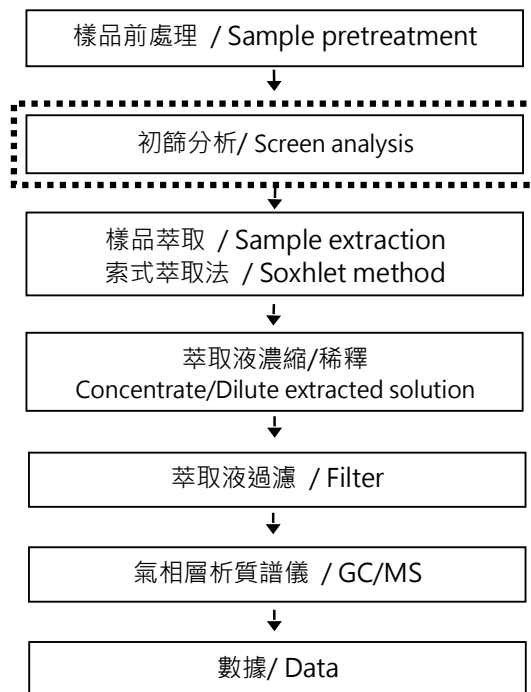 樣品前處理 / Sample pretreatment
初篩分析/ Screen analysis
樣品萃取 / Sample extraction
索式萃取法 / Soxhlet method
萃取液濃縮/稀釋
Concentrate/Dilute extracted solution
萃取液過濾 / Filter
氣相層析質譜儀 / GC/MS
數據/ Data